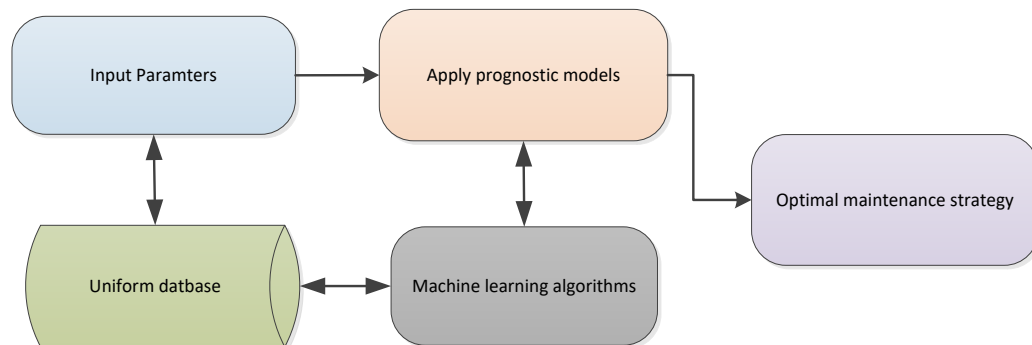 Input Paramters
Apply prognostic models
Optimal maintenance strategy
Uniform datbase
Machine learning algorithms